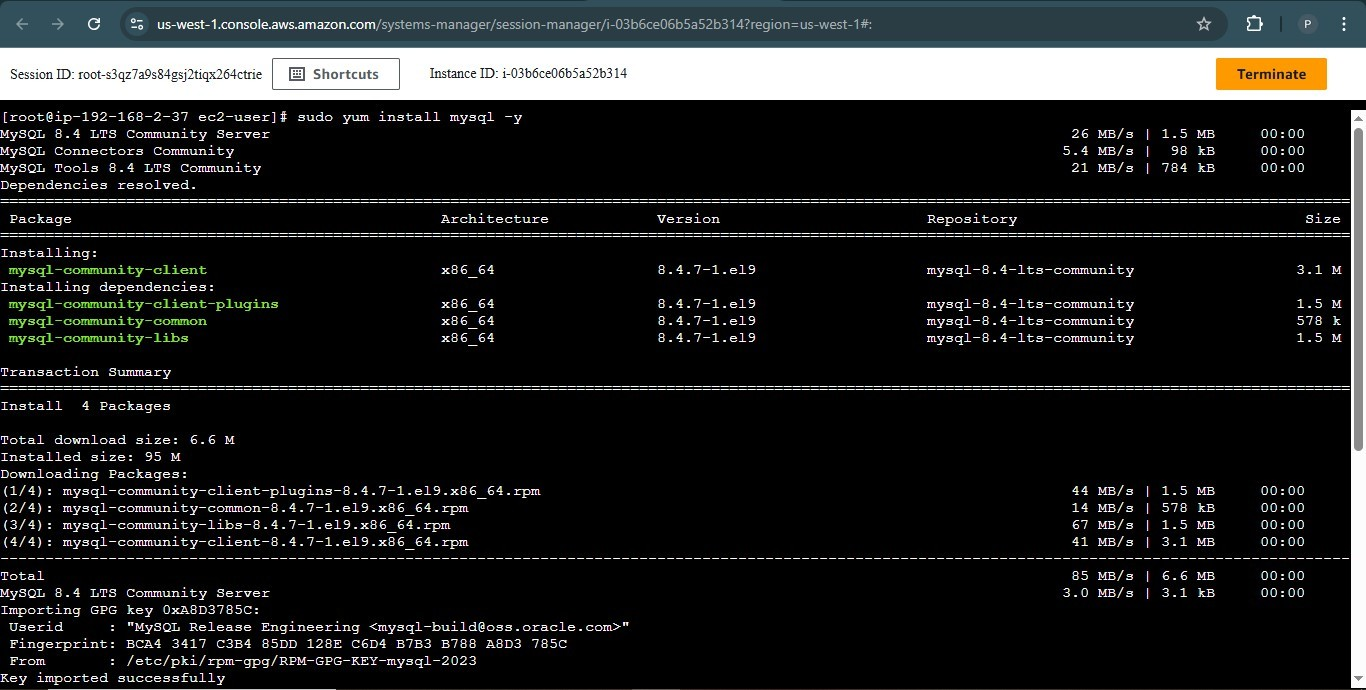 us-west-1.console.aws.amazon.com/systems-manager/session-manager/i-03b6ce06b5a52b314?region=us-west-1#:
P
Session ID: root-s3qz7a9s84gsj2tiqx264ctrie Shortcuts Instance ID: i-03b6ce06b5a52b314 Terminate
[root@ip-192-168-2-37 ec2-user]# sudo yum install mysql -y
MySQL 8.4 LTS Community Server 26 MB/s | 1.5 MB 00:00
MySQL Connectors Community 5.4 MB/s | 98 kB 00:00
MySQL Tools 8.4 LTS Community 21 MB/s | 784 kB 00:00
Dependencies resolved.
Package Architecture Version Repository Size
Installing:
mysql-community-client x86_64 8.4.7-1.el9 mysql-8.4-lts-community 3.1 M
Installing dependencies:
mysql-community-client-plugins x86_64 8.4.7-1.el9 mysql-8.4-lts-community 1.5 M
mysql-community-common x86_64 8.4.7-1.el9 mysql-8.4-lts-community 578 k
mysql-community-libs x86_64 8.4.7-1.el9 mysql-8.4-lts-community 1.5 M
Transaction Summary
Install 4 Packages
Total download size: 6.6 M
Installed size: 95 M
Downloading Packages:
(1/4): mysql-community-client-plugins-8.4.7-1.el9.x86_64.rpm 44 MB/s | 1.5 MB 00:00
(2/4): mysql-community-common-8.4.7-1.el9.x86_64.rpm 14 MB/s | 578 kB 00:00
(3/4): mysql-community-libs-8.4.7-1.el9.x86_64.rpm 67 MB/s | 1.5 MB 00:00
(4/4): mysql-community-client-8.4.7-1.el9.x86_64.rpm 41 MB/s | 3.1 MB 00:00
Total 85 MB/s | 6.6 MB 00:00
MySQL 8.4 LTS Community Server 3.0 MB/s | 3.1 kB 00:00
Importing GPG key 0xA8D3785C:
Userid : "MySQL Release Engineering <mysql-build@oss.oracle.com>"
Fingerprint: BCA4 3417 C3B4 85DD 128E C6D4 B7B3 B788 A8D3 785C
From : /etc/pki/rpm-gpg/RPM-GPG-KEY-mysql-2023
Key imported successfully